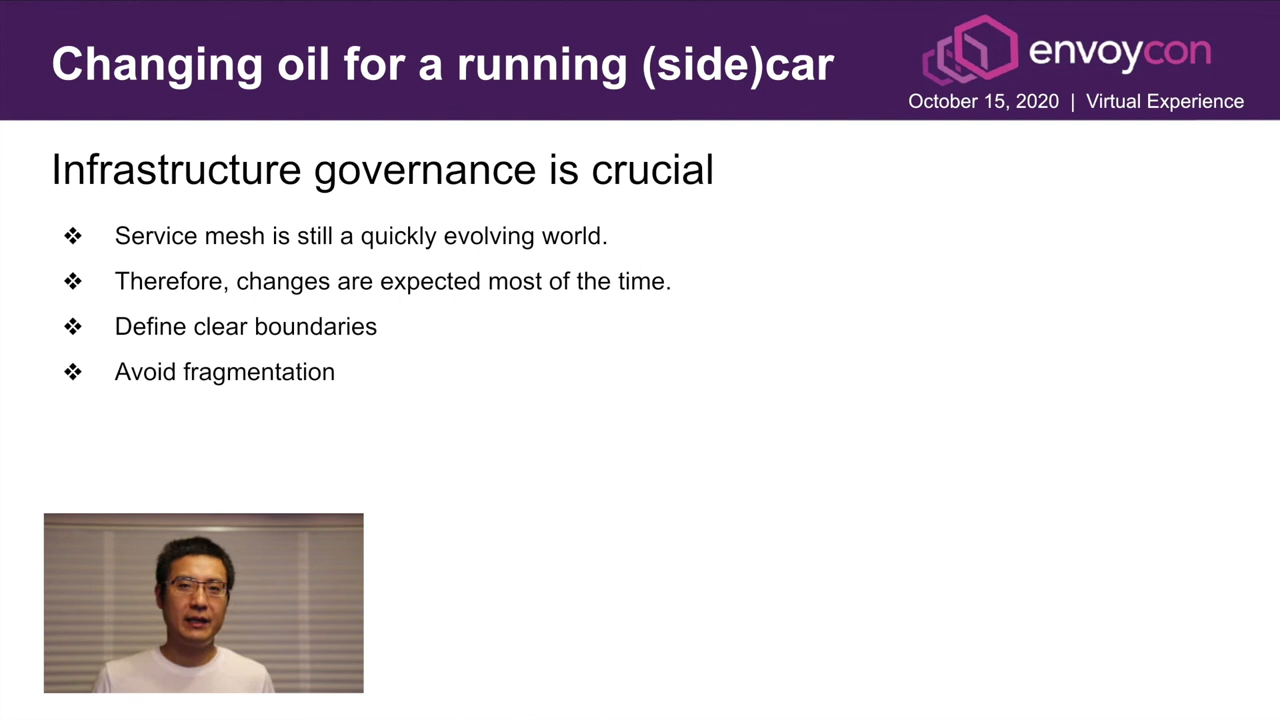 Changing oil for a running (side)car
envoycon
October 15, 2020 | Virtual Experience
Infrastructure governance is crucial
❖ Service mesh is still a quickly evolving world.
❖ Therefore, changes are expected most of the time.
❖ Define clear boundaries
❖ Avoid fragmentation